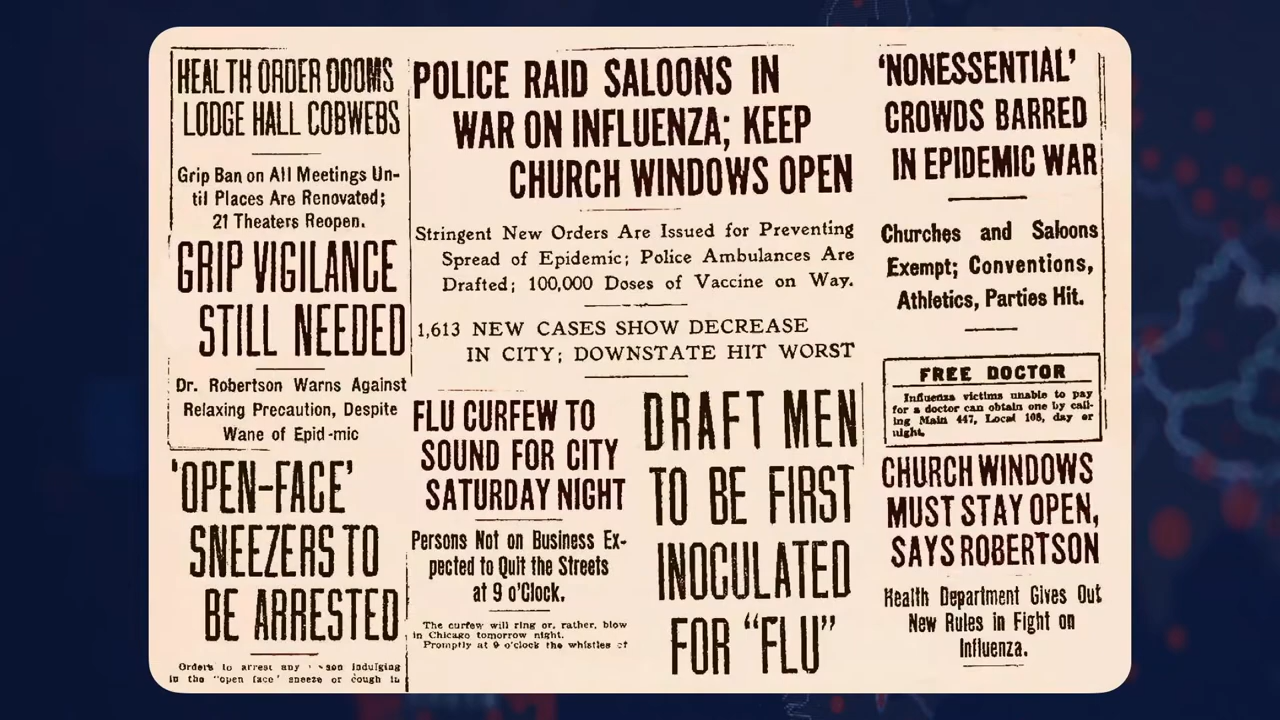 HEALTH ORDER DOOMS
LODGE HALL COBWEBS
Grip Ban on All Meetings Un-
til Places Are Renovated;
21 Theaters Reopen.
GRIP VIGILANCE
STILL NEEDED
Dr. Robertson Warns Against
Relaxing Precaution, Despite
Wane of Epid-mic
'OPEN-FACE'
SNEEZERS TO
BE ARRESTED
Orders to arrest any indulging
in the "open face" sneeze or cough in
POLICE RAID SALOONS IN
WAR ON INFLUENZA; KEEP
CHURCH WINDOWS OPEN
Stringent New Orders Are Issued for Preventing
Spread of Epidemic; Police Ambulances Are
Drafted; 100,000 Doses of Vaccine on Way.
1,613 NEW CASES SHOW DECREASE
IN CITY; DOWNSTATE HIT WORST
FLU CURFEW TO
SOUND FOR CITY
SATURDAY NIGHT
Persons Not on Business Ex-
pected to Quit the Streets
at 9 o'Clock.
The curfew will ring or, rather, blow
in Chicago tomorrow night.
Promptly at 9 o'clock the whistles of
DRAFT MEN
TO BE FIRST
INOCULATED
FOR "FLU"
'NONESSENTIAL'
CROWDS BARRED
IN EPIDEMIC WAR
Churches and Saloons
Exempt; Conventions,
Athletics, Parties Hit.
FREE DOCTOR
Influenza victims unable to pay
for a doctor can obtain one by call-
ing Main 447, Local 108, day or
night.
CHURCH WINDOWS
MUST STAY OPEN,
SAYS ROBERTSON
Health Department Gives Out
New Rules in Fight on
Influenza.